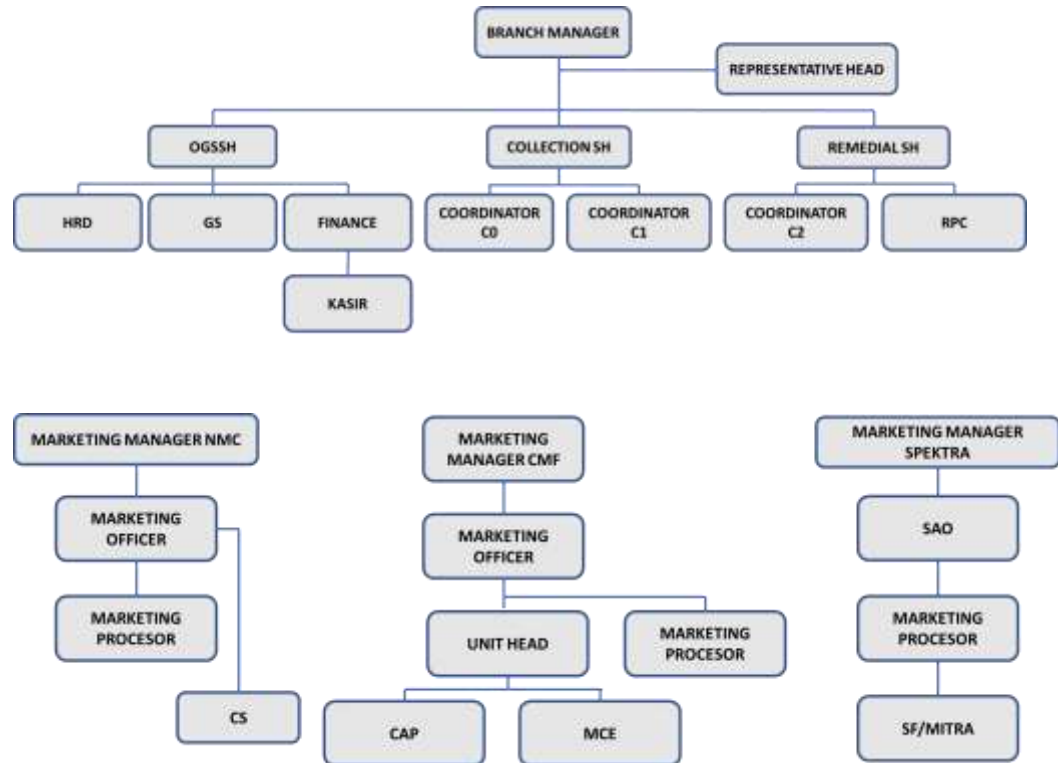 BRANCH MANAGER
REPRESENTATIVE HEAD
OGSSH
COLLECTION SH
REMEDIAL SH
HRD
GS
FINANCE
COORDINATOR
C0
COORDINATOR
C1
COORDINATOR
C2
RPC
KASIR
MARKETING MANAGER NMC
MARKETING
OFFICER
MARKETING
PROCESOR
CS
MARKETING
MANAGER CMF
MARKETING
OFFICER
UNIT HEAD
MARKETING
PROCESOR
CAP
MCE
MARKETING MANAGER
SPEKTRA
SAO
MARKETING
PROCESOR
SF/MITRA